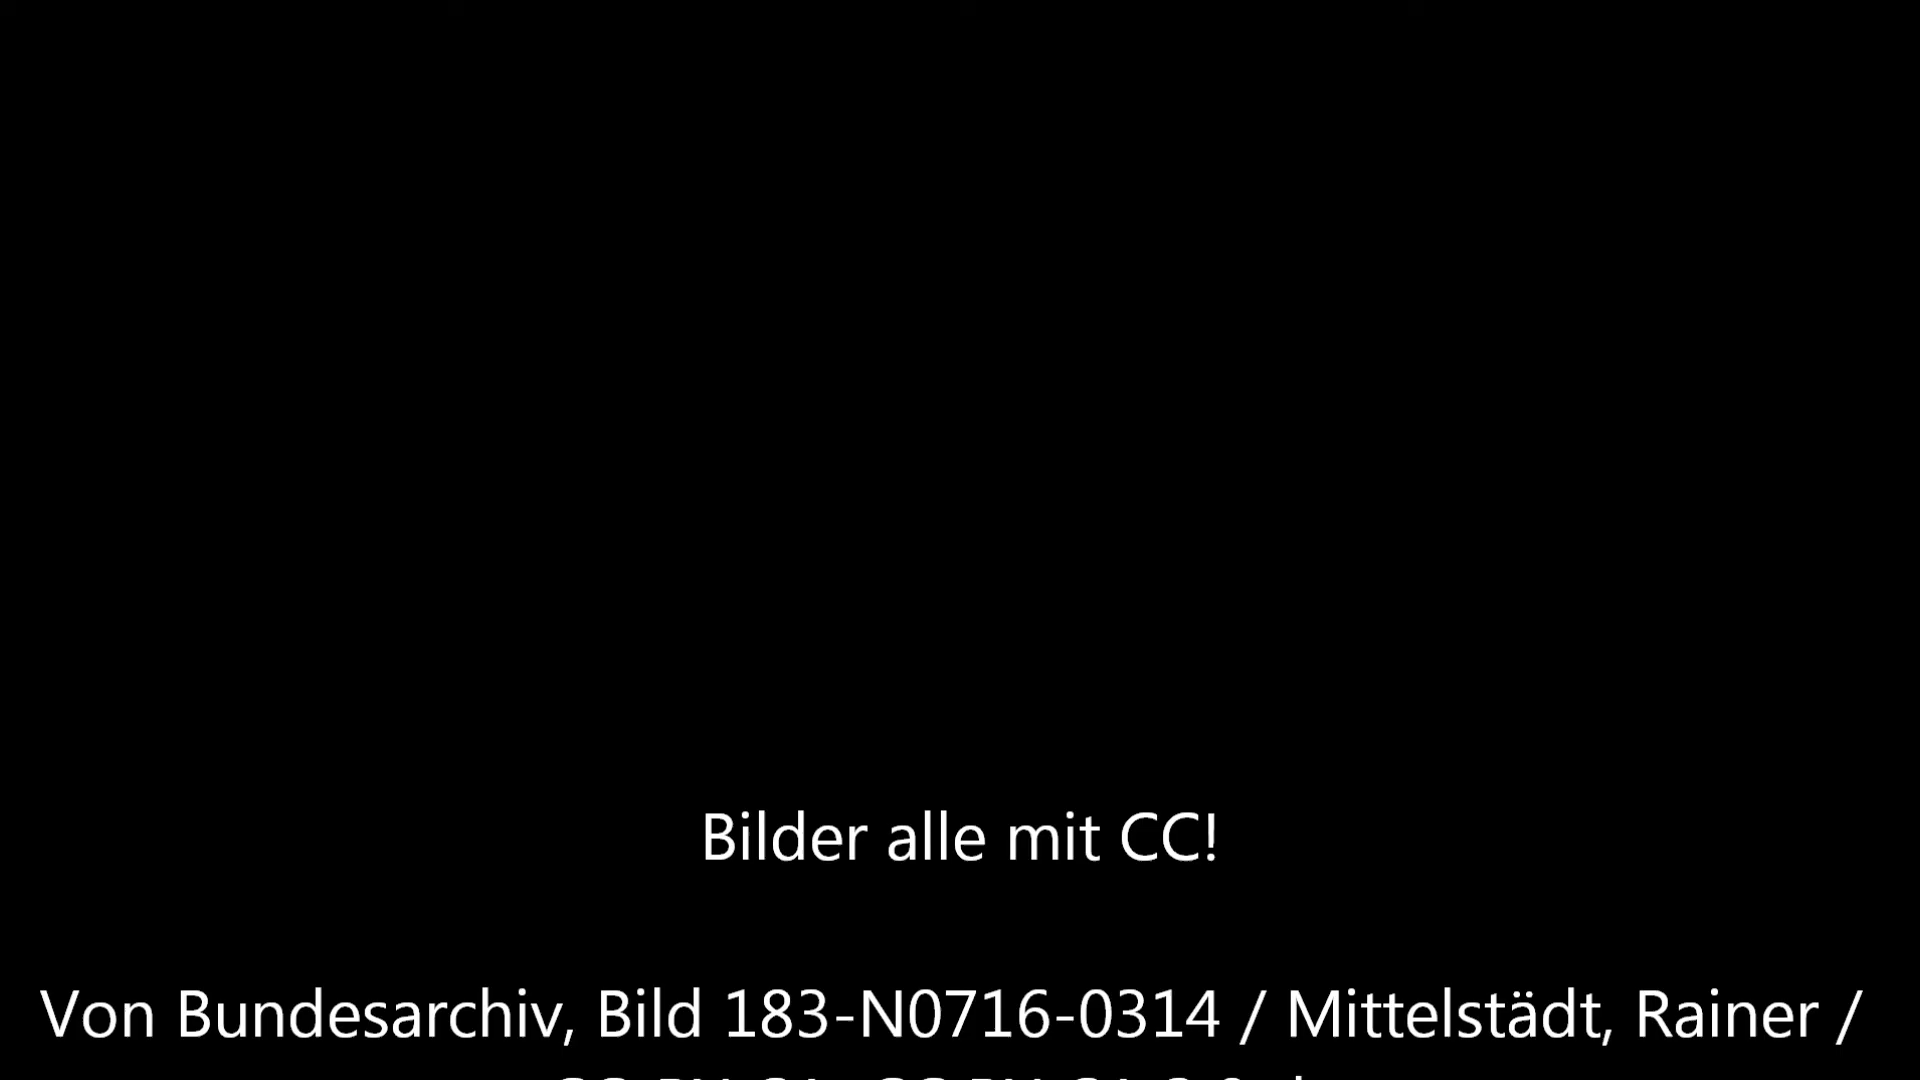 Bilder alle mit CC!
Von Bundesarchiv, Bild 183-N0716-0314 / Mittelstädt, Rainer /